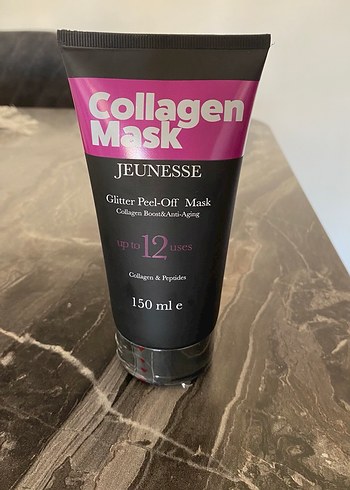 Collagen
Mask
JEUNESSE
Glitter Peel-Off Mask
Collagen Boost&Anti-Aging
up to 12 uses
Collagen & Peptides
150 ml e